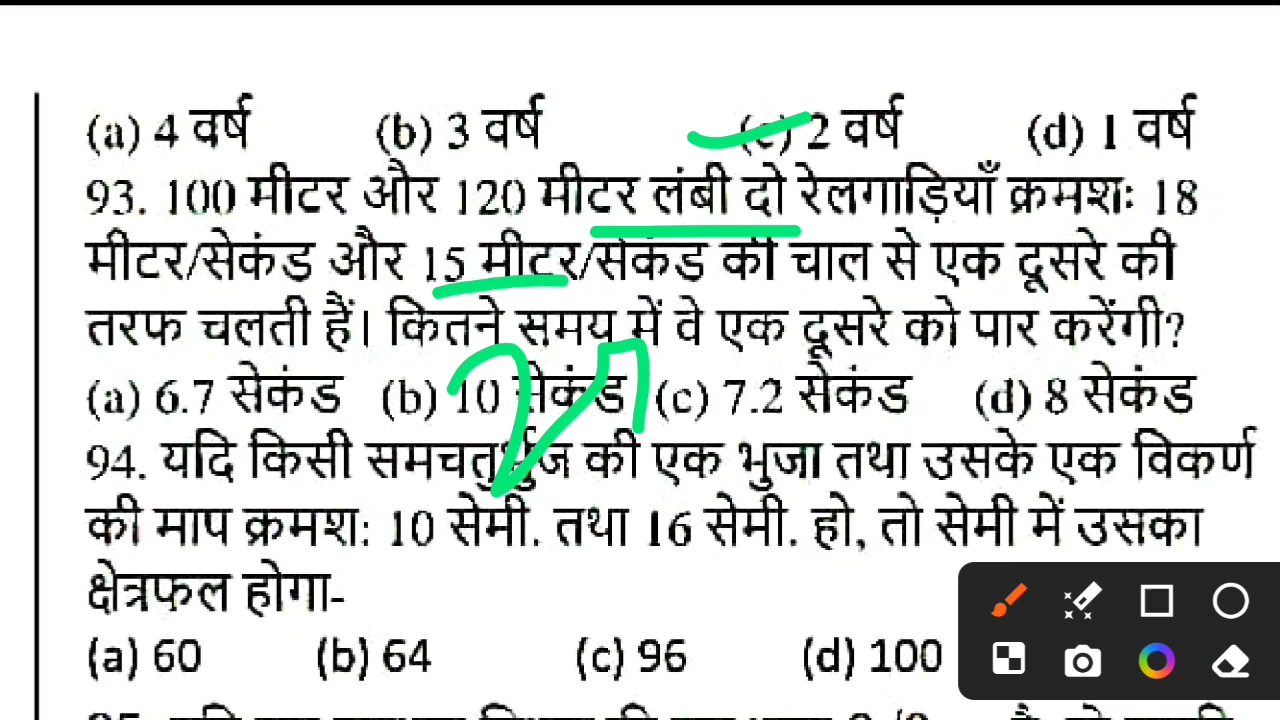 (a) 4 वर्ष (b) 3 वर्ष (c) 2 वर्ष (d) 1 वर्ष
93. 100 मीटर और 120 मीटर लंबी दो रेलगाड़ियाँ क्रमशः 18
मीटर/सेकंड और 15 मीटर/सेकंड की चाल से एक दूसरे की
तरफ चलती हैं। कितने समय में वे एक दूसरे को पार करेंगी?
(a) 6.7 सेकंड (b) 10 सेकंड (c) 7.2 सेकंड (d) 8 सेकंड
94. यदि किसी समचतुर्भुज की एक भुजा तथा उसके एक विकर्ण
की माप क्रमश: 10 सेमी. तथा 16 सेमी. हो, तो सेमी में उसका
क्षेत्रफल होगा-
(a) 60 (b) 64 (c) 96 (d) 100